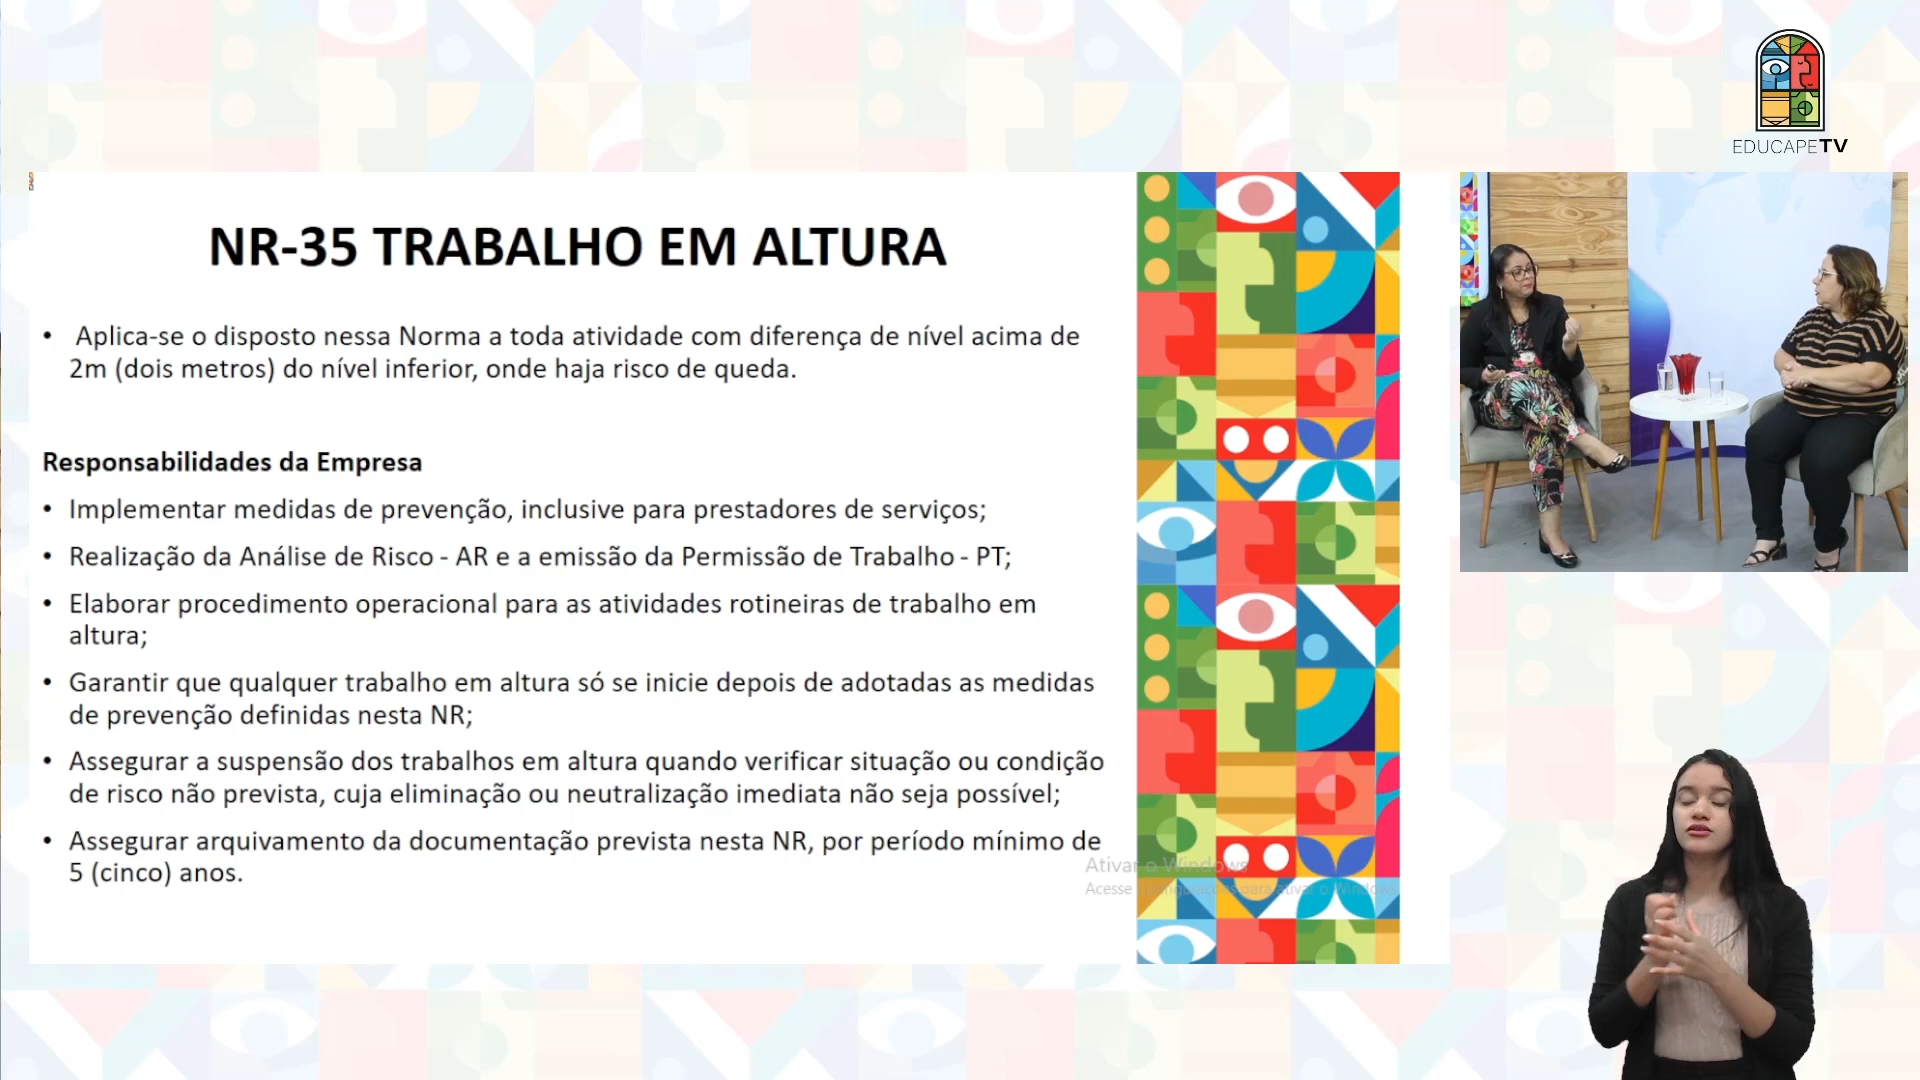 EDUCAPETV
NR-35 TRABALHO EM ALTURA
• Aplica-se o disposto nessa Norma a toda atividade com diferença de nível acima de
2m (dois metros) do nível inferior, onde haja risco de queda.
Responsabilidades da Empresa
• Implementar medidas de prevenção, inclusive para prestadores de serviços;
• Realização da Análise de Risco - AR e a emissão da Permissão de Trabalho - PT;
• Elaborar procedimento operacional para as atividades rotineiras de trabalho em
altura;
• Garantir que qualquer trabalho em altura só se inicie depois de adotadas as medidas
de prevenção definidas nesta NR;
• Assegurar a suspensão dos trabalhos em altura quando verificar situação ou condição
de risco não prevista, cuja eliminação ou neutralização imediata não seja possível;
• Assegurar arquivamento da documentação prevista nesta NR, por período mínimo de
5 (cinco) anos.
Ativar o Windows
Acesse Configurações para ativar o Windows.